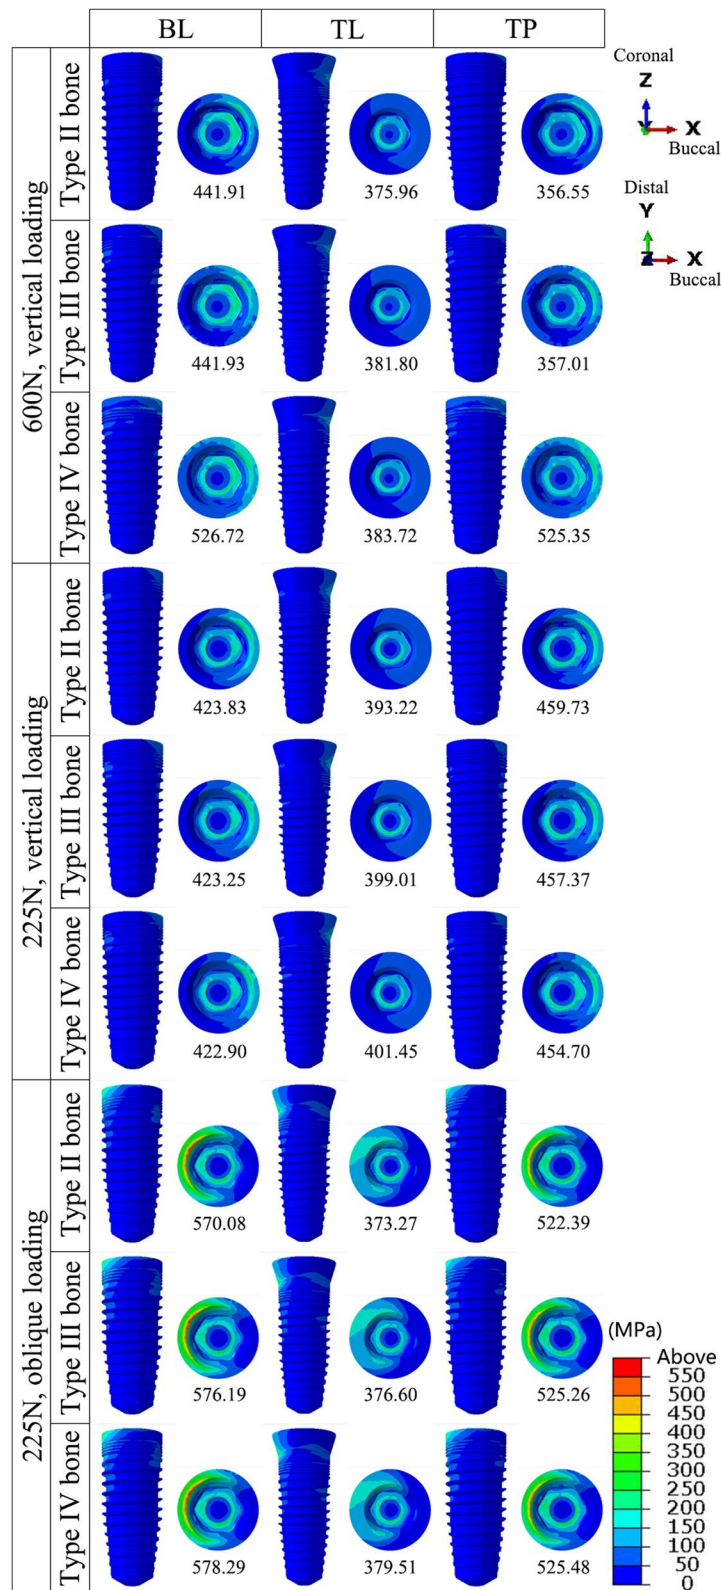 BL TL TP
Coronal
Z
Y X
Buccal
Distal
Y
Z X
Buccal
600N, vertical loading
Type II bone
441.91 375.96 356.55
Type III bone
441.93 381.80 357.01
Type IV bone
526.72 383.72 525.35
225N, vertical loading
Type II bone
423.83 393.22 459.73
Type III bone
423.25 399.01 457.37
Type IV bone
422.90 401.45 454.70
225N, oblique loading
Type II bone
570.08 373.27 522.39
Type III bone
576.19 376.60 525.26
Type IV bone
578.29 379.51 525.48
(MPa)
Above
550
500
450
400
350
300
250
200
150
100
50
0